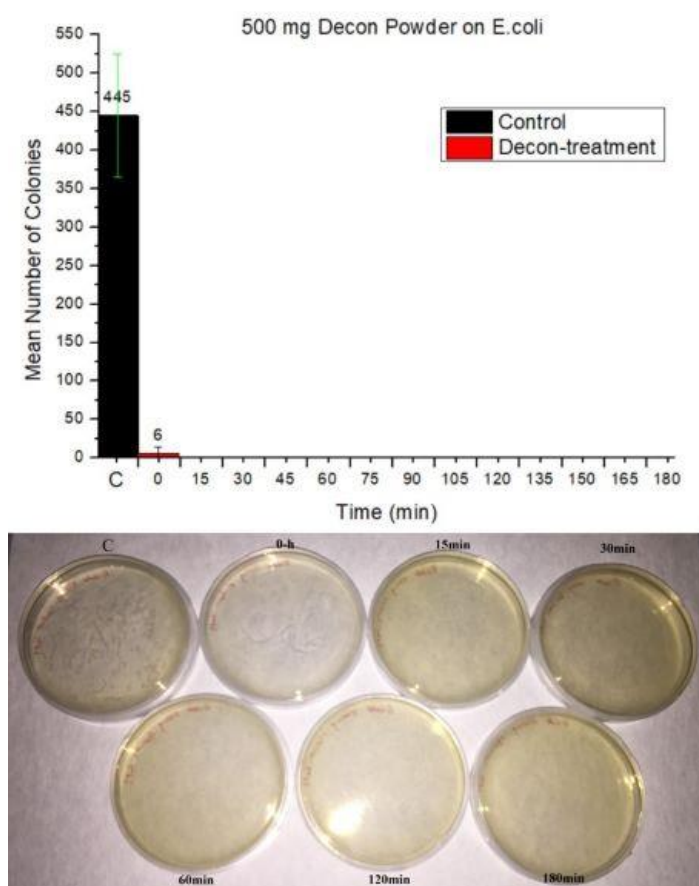 500 mg Decon Powder on E.coli
550
500
450
400
350
300
250
200
150
100
50
0
Mean Number of Colonies
445
6
Control
Decon-treatment
C 0 15 30 45 60 75 90 105 120 135 150 165 180
Time (min)
C 0-h 15min 30min
60min 120min 180min